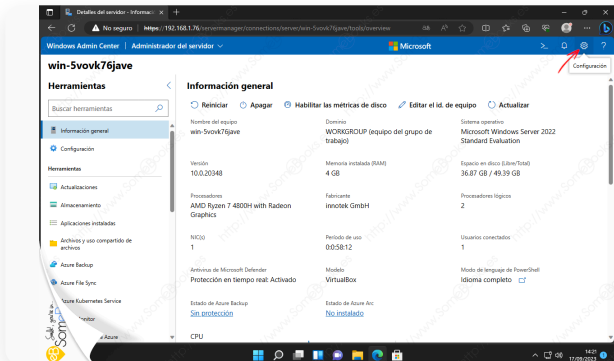 Detalles del servidor - Informaci
No seguro
https://192.168.1.76/servermanager/connections/server/win-5vovk76jave/tools/overview
Windows Admin Center | Administrador del servidor
Microsoft
Configuración
win-5vovk76jave
Herramientas
Buscar herramientas
Información general
Configuración
Herramientas
Actualizaciones
Almacenamiento
Aplicaciones instaladas
Archivos y uso compartido de
archivos
Azure Backup
Azure File Sync
Azure Kubernetes Service
Monitor
Azure
Información general
Reiniciar
Apagar
Habilitar las métricas de disco
Editar el id. de equipo
Actualizar
Nombre del equipo
win-5vovk76jave
Dominio
WORKGROUP (equipo del grupo de
trabajo)
Sistema operativo
Microsoft Windows Server 2022
Standard Evaluation
Versión
10.0.20348
Memoria instalada (RAM)
4 GB
Espacio en disco (Libre/Total)
36.87 GB / 49.39 GB
Procesadores
AMD Ryzen 7 4800H with Radeon
Graphics
Fabricante
innotek GmbH
Procesadores lógicos
2
NIC(s)
1
Período de uso
0:0:58:12
Usuarios conectados
1
Antivirus de Microsoft Defender
Protección en tiempo real: Activado
Modelo
VirtualBox
Modo de lenguaje de PowerShell
Idioma completo
Estado de Azure Backup
Sin protección
Estado de Azure Arc
No instalado
CPU
14:21
17/09/2023